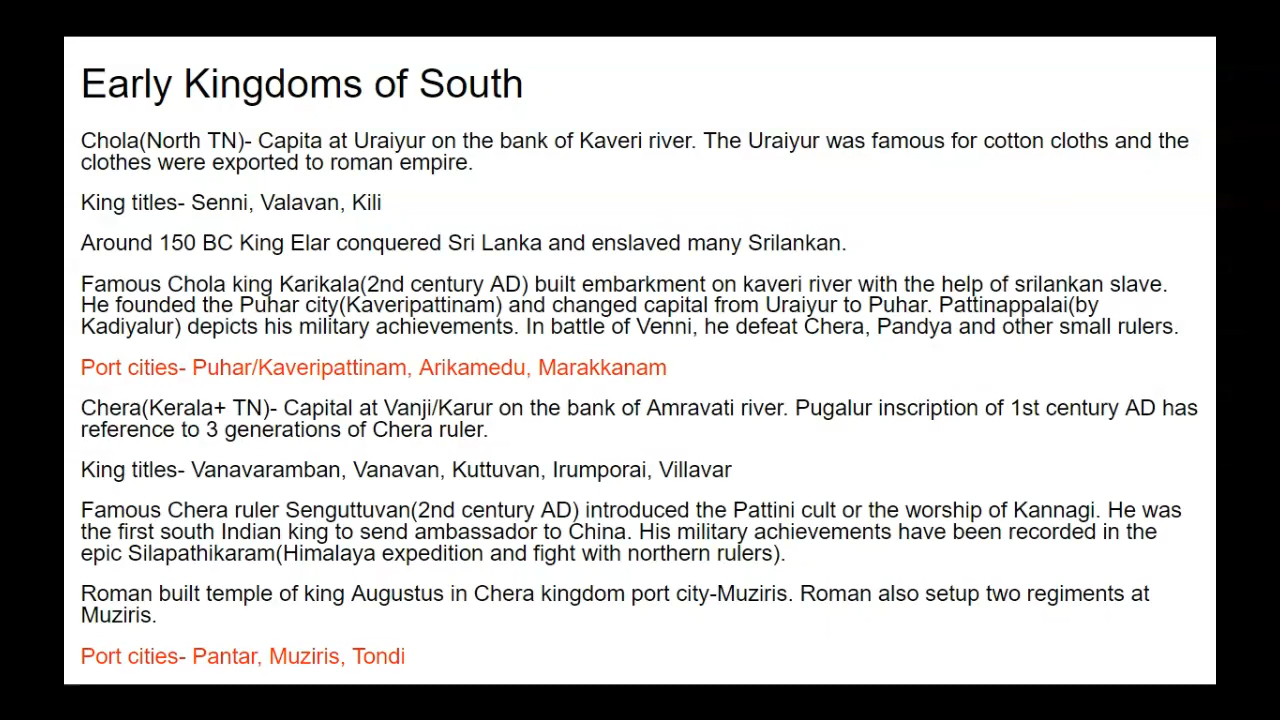 Early Kingdoms of South
Chola(North TN)- Capita at Uraiyur on the bank of Kaveri river. The Uraiyur was famous for cotton cloths and the
clothes were exported to roman empire.
King titles- Senni, Valavan, Kili
Around 150 BC King Elar conquered Sri Lanka and enslaved many Srilankan.
Famous Chola king Karikala(2nd century AD) built embarkment on kaveri river with the help of srilankan slave.
He founded the Puhar city(Kaveripattinam) and changed capital from Uraiyur to Puhar. Pattinappalai(by
Kadiyalur) depicts his military achievements. In battle of Venni, he defeat Chera, Pandya and other small rulers.
Port cities- Puhar/Kaveripattinam, Arikamedu, Marakkanam
Chera(Kerala+ TN)- Capital at Vanji/Karur on the bank of Amravati river. Pugalur inscription of 1st century AD has
reference to 3 generations of Chera ruler.
King titles- Vanavaramban, Vanavan, Kuttuvan, Irumporai, Villavar
Famous Chera ruler Senguttuvan(2nd century AD) introduced the Pattini cult or the worship of Kannagi. He was
the first south Indian king to send ambassador to China. His military achievements have been recorded in the
epic Silapathikaram(Himalaya expedition and fight with northern rulers).
Roman built temple of king Augustus in Chera kingdom port city-Muziris. Roman also setup two regiments at
Muziris.
Port cities- Pantar, Muziris, Tondi